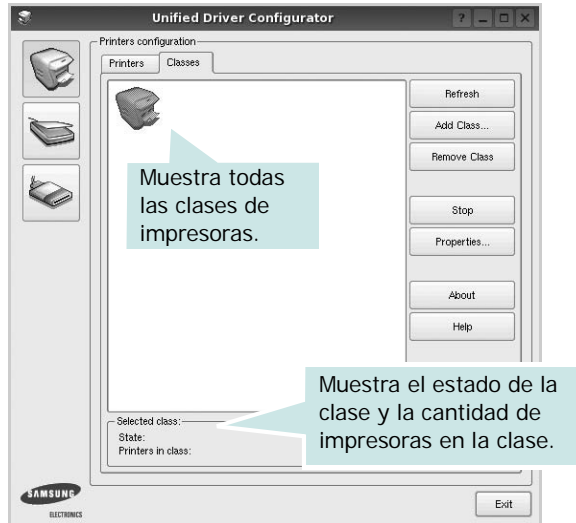 Unified Driver Configurator
Printers configuration
Printers Classes
Refresh
Add Class...
Remove Class
Muestra todas
las clases de
impresoras.
Stop
Properties...
About
Help
Muestra el estado de la
clase y la cantidad de
impresoras en la clase.
Selected class:
State:
Printers in class:
SAMSUNG
ELECTRONICS
Exit